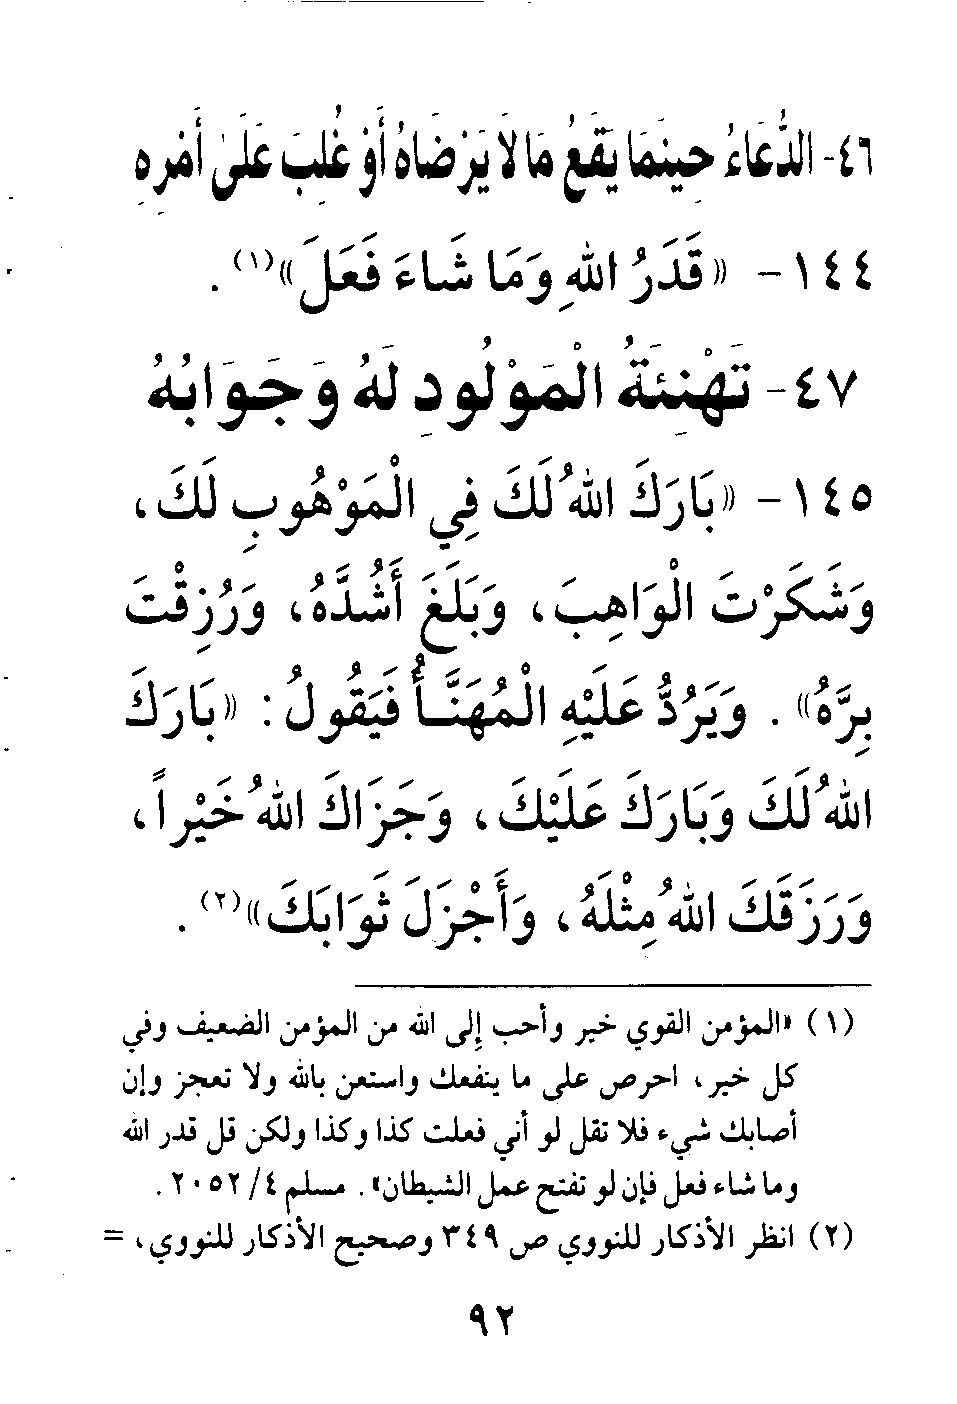 ٤٦- الدُّعَاءُ حِينَمَا يَقَعُ مَا لَا يَرْضَاهُ أَوْ غُلِبَ عَلَىٰ أَمْرِهِ
١٤٤ - «قَدَرُ اللهِ وَمَا شَاءَ فَعَلَ»(١) .
٤٧- تَهْنِئَةُ الْمَوْلُودِ لَهُ وَجَوَابُهُ
١٤٥ - «بَارَكَ اللهُ لَكَ فِي الْمَوْهُوبِ لَكَ،
وَشَكَرْتَ الْوَاهِبَ، وَبَلَغَ أَشُدَّهُ، وَرُزِقْتَ
بِرَّهُ» . وَيَرُدُّ عَلَيْهِ الْمُهَنَّـأُ فَيَقُولُ: «بَارَكَ
اللهُ لَكَ وَبَارَكَ عَلَيْكَ، وَجَزَاكَ اللهُ خَيْراً،
وَرَزَقَكَ اللهُ مِثْلَهُ، وَأَجْزَلَ ثَوَابَكَ»(٢) .
(١) «المؤمن القوي خير وأحب إلى الله من المؤمن الضعيف وفي
كل خير، احرص على ما ينفعك واستعن بالله ولا تعجز وإن
أصابك شيء فلا تقل لو أني فعلت كذا وكذا ولكن قل قدر الله
وما شاء فعل فإن لو تفتح عمل الشيطان» . مسلم ٤/ ٢٠٥٢ .
(٢) انظر الأذكار للنووي ص ٣٤٩ وصحيح الأذكار للنووي، =
٩٢